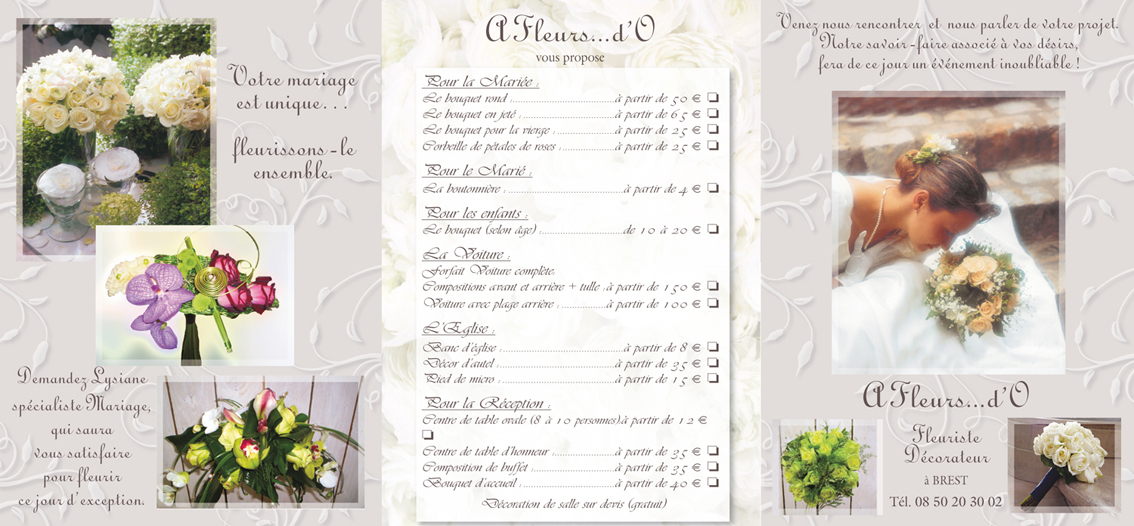 Votre mariage
est unique...
fleurissons-le
ensemble.
Demandez Lysiane
spécialiste Mariage,
qui saura
vous satisfaire
pour fleurir
ce jour d'exception.
A Fleurs...d'O
vous propose
Pour la Mariée :
Le bouquet rond :..............................à partir de 50 € ❏
Le bouquet en jeté :...........................à partir de 65 € ❏
Le bouquet pour la vierge :.................à partir de 25 € ❏
Corbeille de pétales de roses :..............à partir de 25 € ❏
Pour le Marié :
La boutonnière :................................à partir de 4 € ❏
Pour les enfants :
Le bouquet (selon âge) :........................de 10 à 20 € ❏
La Voiture :
Forfait Voiture complète.
Compositions avant et arrière + tulle :à partir de 150 € ❏
Voiture avec plage arrière :..............à partir de 100 € ❏
L'Eglise :
Banc d'église :....................................à partir de 8 € ❏
Décor d'autel :..................................à partir de 35 € ❏
Pied de micro :..................................à partir de 15 € ❏
Pour la Réception :
Centre de table ovale (8 à 10 personnes)à partir de 12 €
❏
Centre de table d'honneur :..................à partir de 35 € ❏
Composition de buffet :.......................à partir de 35 € ❏
Bouquet d'accueil :............................à partir de 40 € ❏
Décoration de salle sur devis (gratuit)
Venez nous rencontrer et nous parler de votre projet.
Notre savoir-faire associé à vos désirs,
fera de ce jour un événement inoubliable !
A Fleurs...d'O
Fleuriste
Décorateur
à BREST
Tél. 08 50 20 30 02